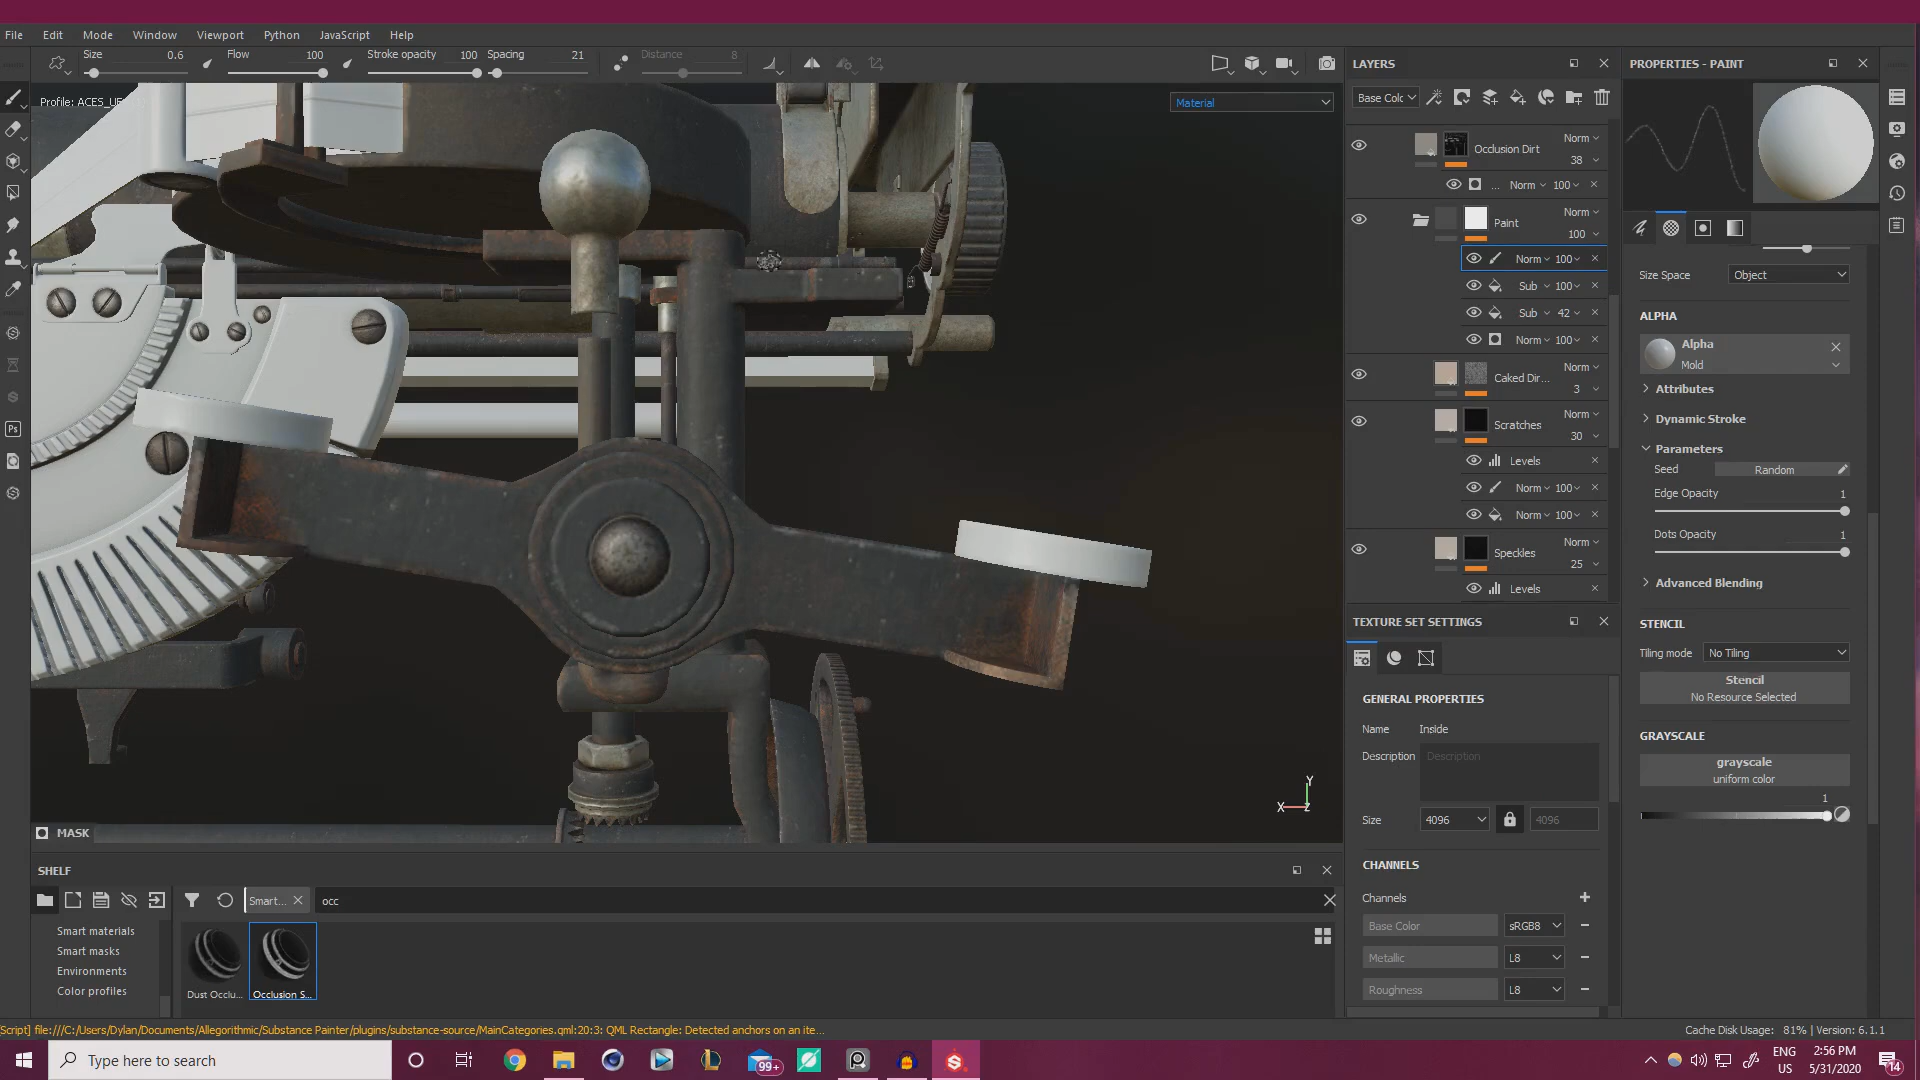 File Edit Mode Window Viewport Python JavaScript Help
Size 0.6 Flow 100 Stroke opacity 100 Spacing 21 Distance 8
Profile: ACES_UE
Material
MASK
Y
X Z
LAYERS
Base Colc
Occlusion Dirt Norm
38
... Norm 100
Paint Norm
100
Norm 100
Sub 100
Sub 42
Norm 100
Caked Dir... Norm
3
Scratches Norm
30
Levels
Norm 100
Norm 100
Speckles Norm
25
Levels
TEXTURE SET SETTINGS
GENERAL PROPERTIES
Name Inside
Description Description
Size 4096 4096
CHANNELS
Channels
Base Color sRGB8
Metallic L8
Roughness L8
PROPERTIES - PAINT
Size Space Object
ALPHA
Alpha
Mold
Attributes
Dynamic Stroke
Parameters
Seed Random
Edge Opacity 1
Dots Opacity 1
Advanced Blending
STENCIL
Tiling mode No Tiling
Stencil
No Resource Selected
GRAYSCALE
grayscale
uniform color
1
SHELF
Smart... occ
Smart materials
Smart masks
Environments
Color profiles
Dust Occlu... Occlusion S...
Script] file:///C:/Users/Dylan/Documents/Allegorithmic/Substance Painter/plugins/substance-source/MainCategories.qml:20:3: QML Rectangle: Detected anchors on an ite...
Cache Disk Usage: 81% | Version: 6.1.1
Type here to search
Ps
99+
ENG
US
2:56 PM
5/31/2020
14